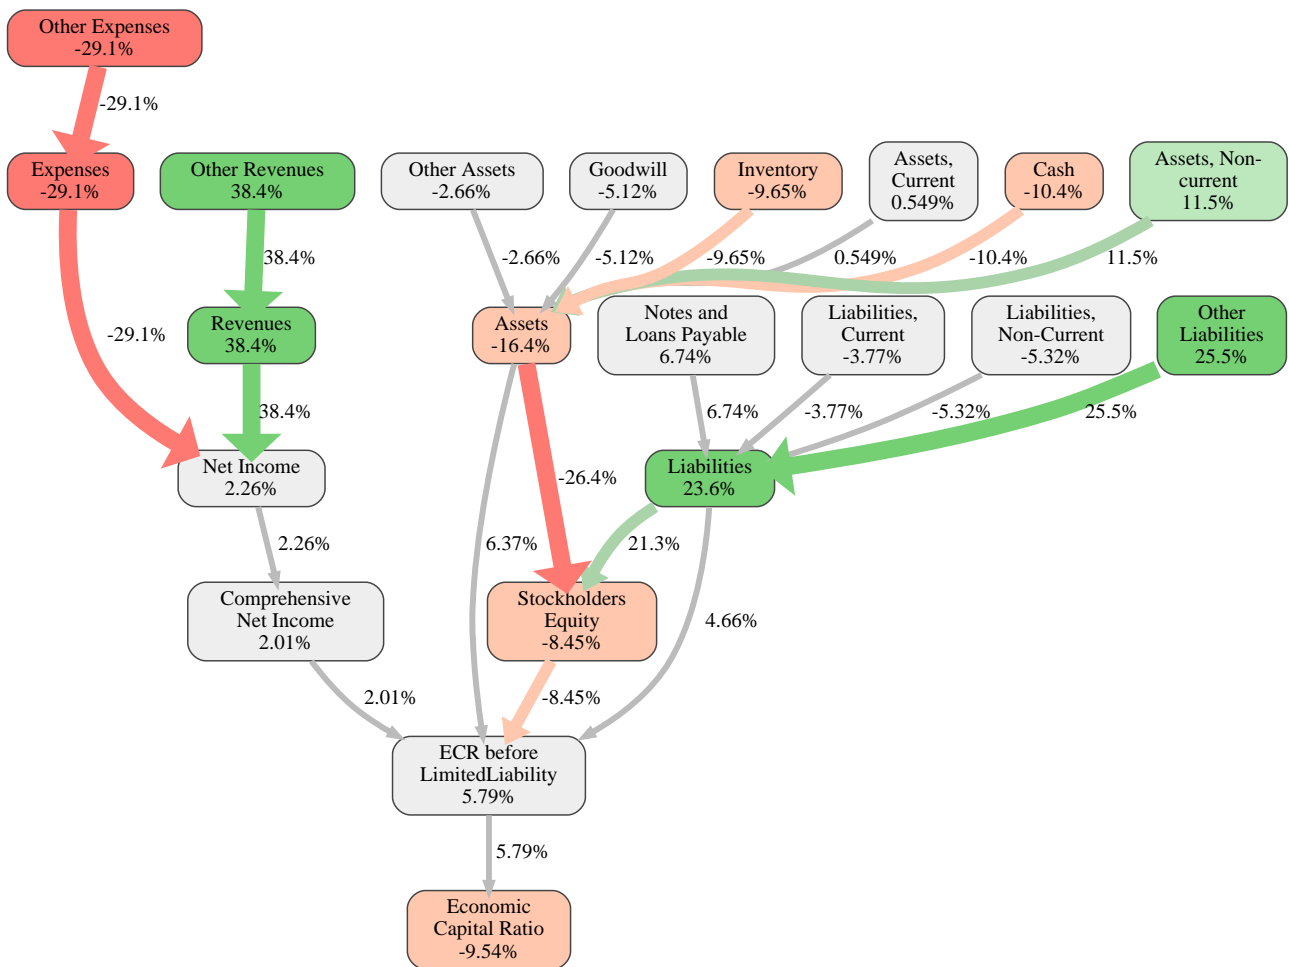 Other Expenses
-29.1%
-29.1%
Expenses
-29.1%
Other Revenues
38.4%
Other Assets
-2.66%
Goodwill
-5.12%
Inventory
-9.65%
Assets,
Current
0.549%
Cash
-10.4%
Assets, Non-
current
11.5%
38.4%
-2.66%
-5.12%
-9.65%
0.549%
-10.4%
11.5%
-29.1%
Revenues
38.4%
Assets
-16.4%
Notes and
Loans Payable
6.74%
Liabilities,
Current
-3.77%
Liabilities,
Non-Current
-5.32%
Other
Liabilities
25.5%
38.4%
6.74%
-3.77%
-5.32%
25.5%
Net Income
2.26%
-26.4%
Liabilities
23.6%
2.26%
6.37%
21.3%
Comprehensive
Net Income
2.01%
Stockholders
Equity
-8.45%
4.66%
2.01%
-8.45%
ECR before
LimitedLiability
5.79%
5.79%
Economic
Capital Ratio
-9.54%